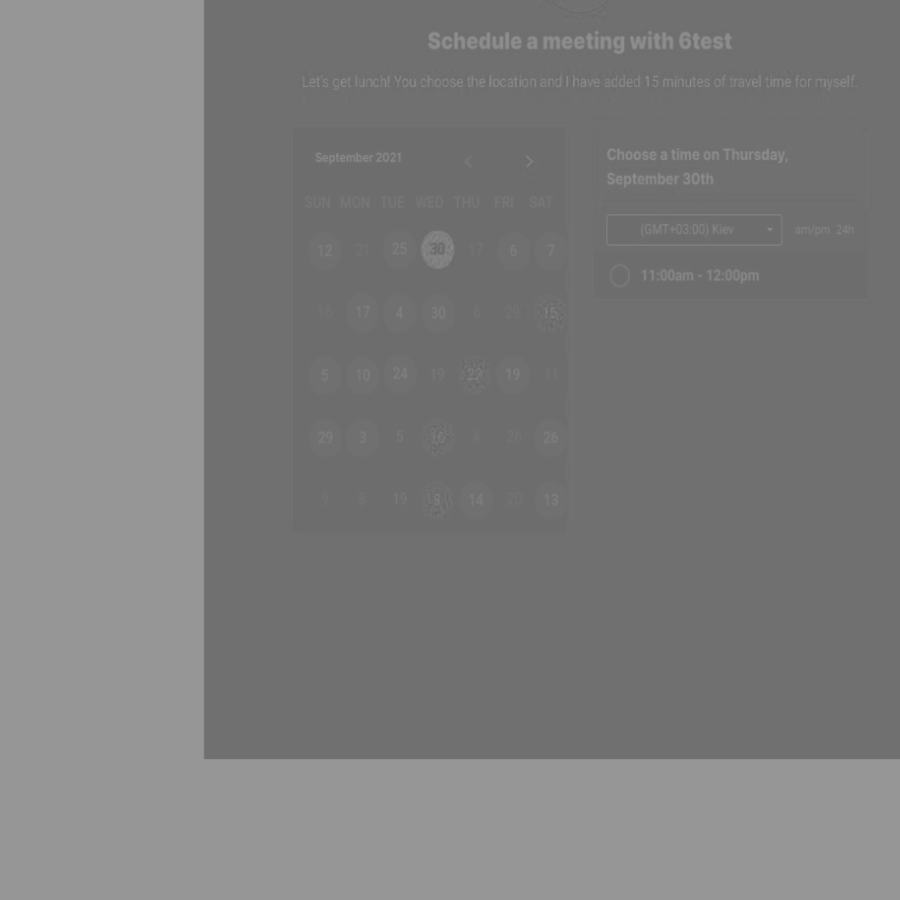 Schedule a meeting with 6test
Let's get lunch! You choose the location and I have added 15 minutes of travel time for myself.
September 2021
SUN MON TUE WED THU FRI SAT
12 21 25 30 17 6 7
16 17 4 30 6 29 15
5 10 24 19 22 19 11
29 3 5 16 4 26 26
9 8 19 18 14 20 13
Choose a time on Thursday,
September 30th
(GMT+03:00) Kiev am/pm 24h
11:00am - 12:00pm